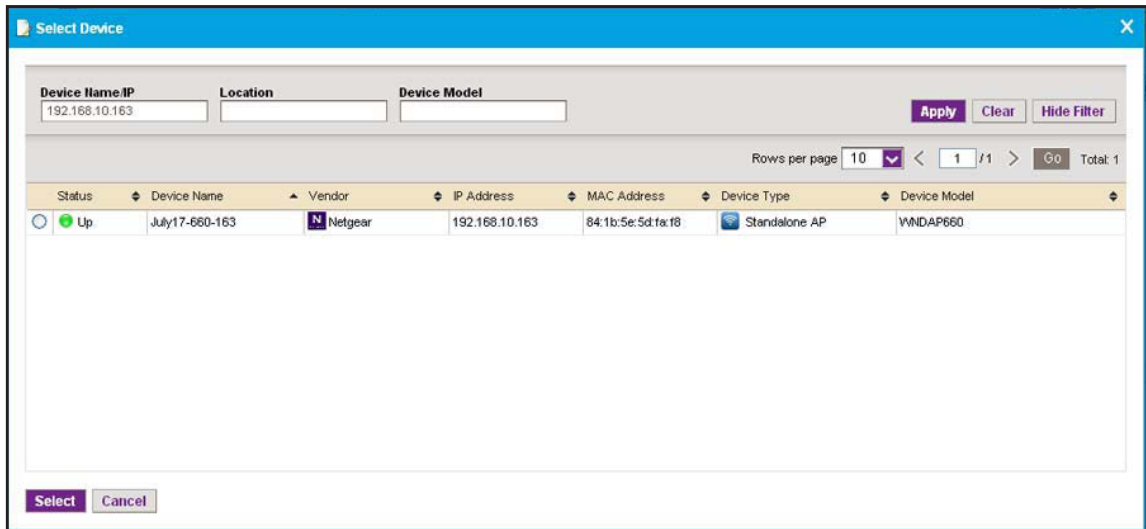 Select Device X
Device Name/IP Location Device Model
192.168.10.163
Apply Clear Hide Filter
Rows per page 10 < 1 /1 > Go Total: 1
Status Device Name Vendor IP Address MAC Address Device Type Device Model
Up July17-660-163 N Netgear 192.168.10.163 84:1b:5e:5d:fa:f8 Standalone AP WNDAP660
Select Cancel